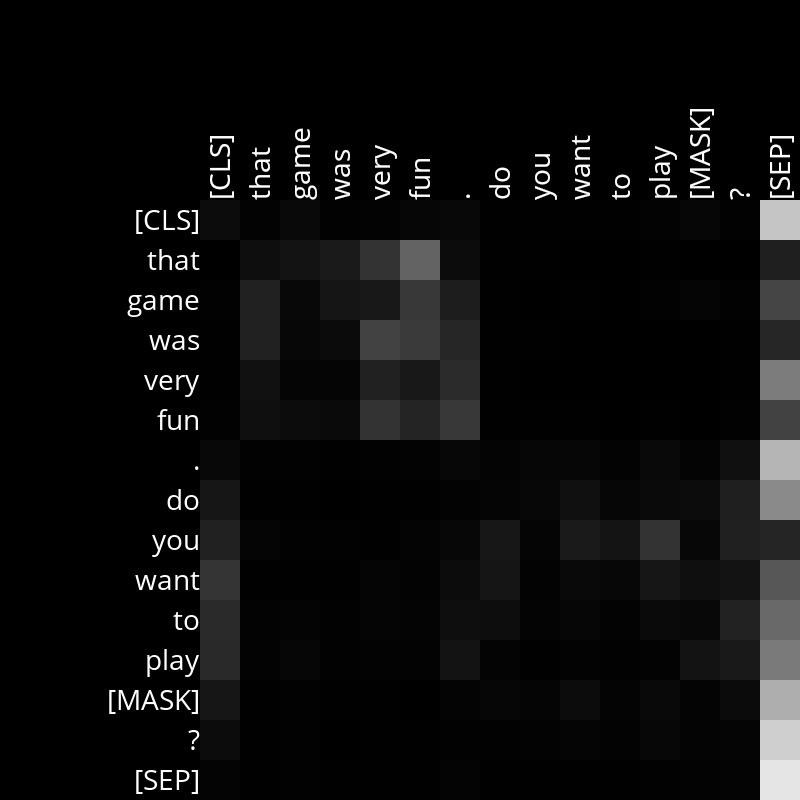 [CLS] that game was very fun . do you want to play [MASK] ? [SEP]
[CLS]
that
game
was
very
fun
.
do
you
want
to
play
[MASK]
?
[SEP]